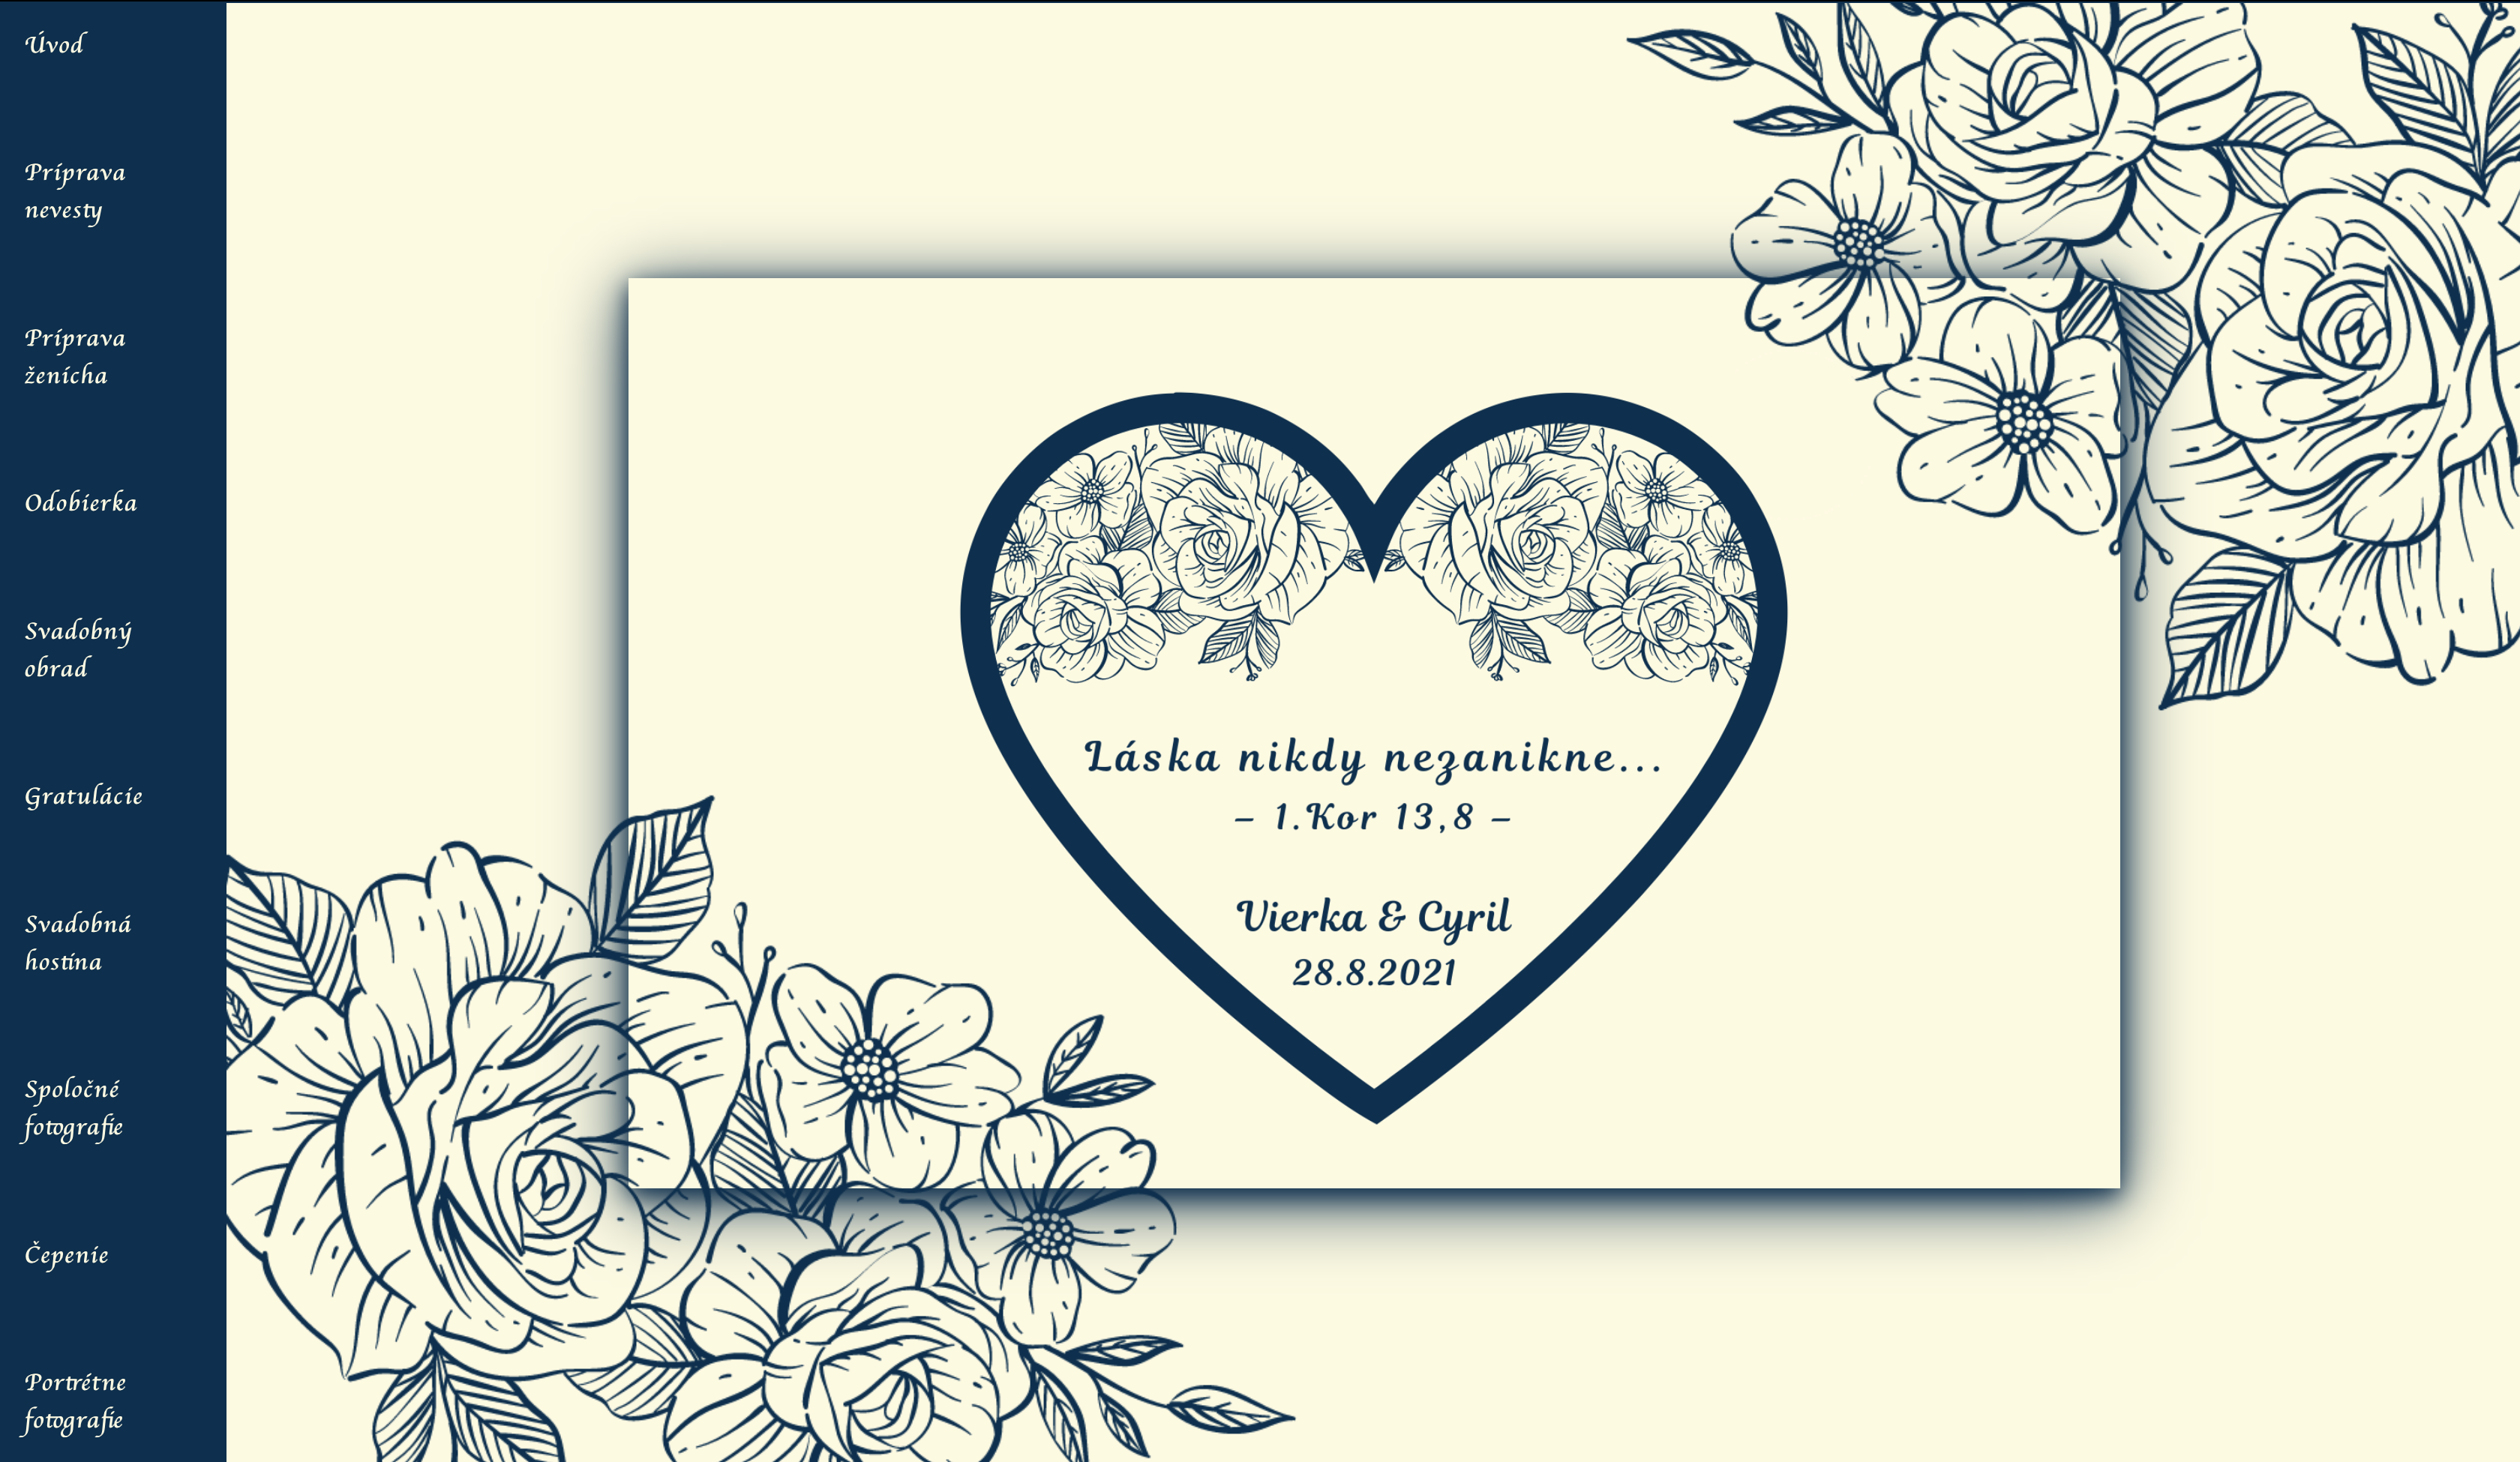 Úvod
Príprava
nevesty
Príprava
ženícha
Odobierka
Svadobný
obrad
Gratulácie
Svadobná
hostina
Spoločné
fotografie
Čepenie
Portrétne
fotografie
Láska nikdy nezanikne...
– 1.Kor 13,8 –
Vierka & Cyril
28.8.2021